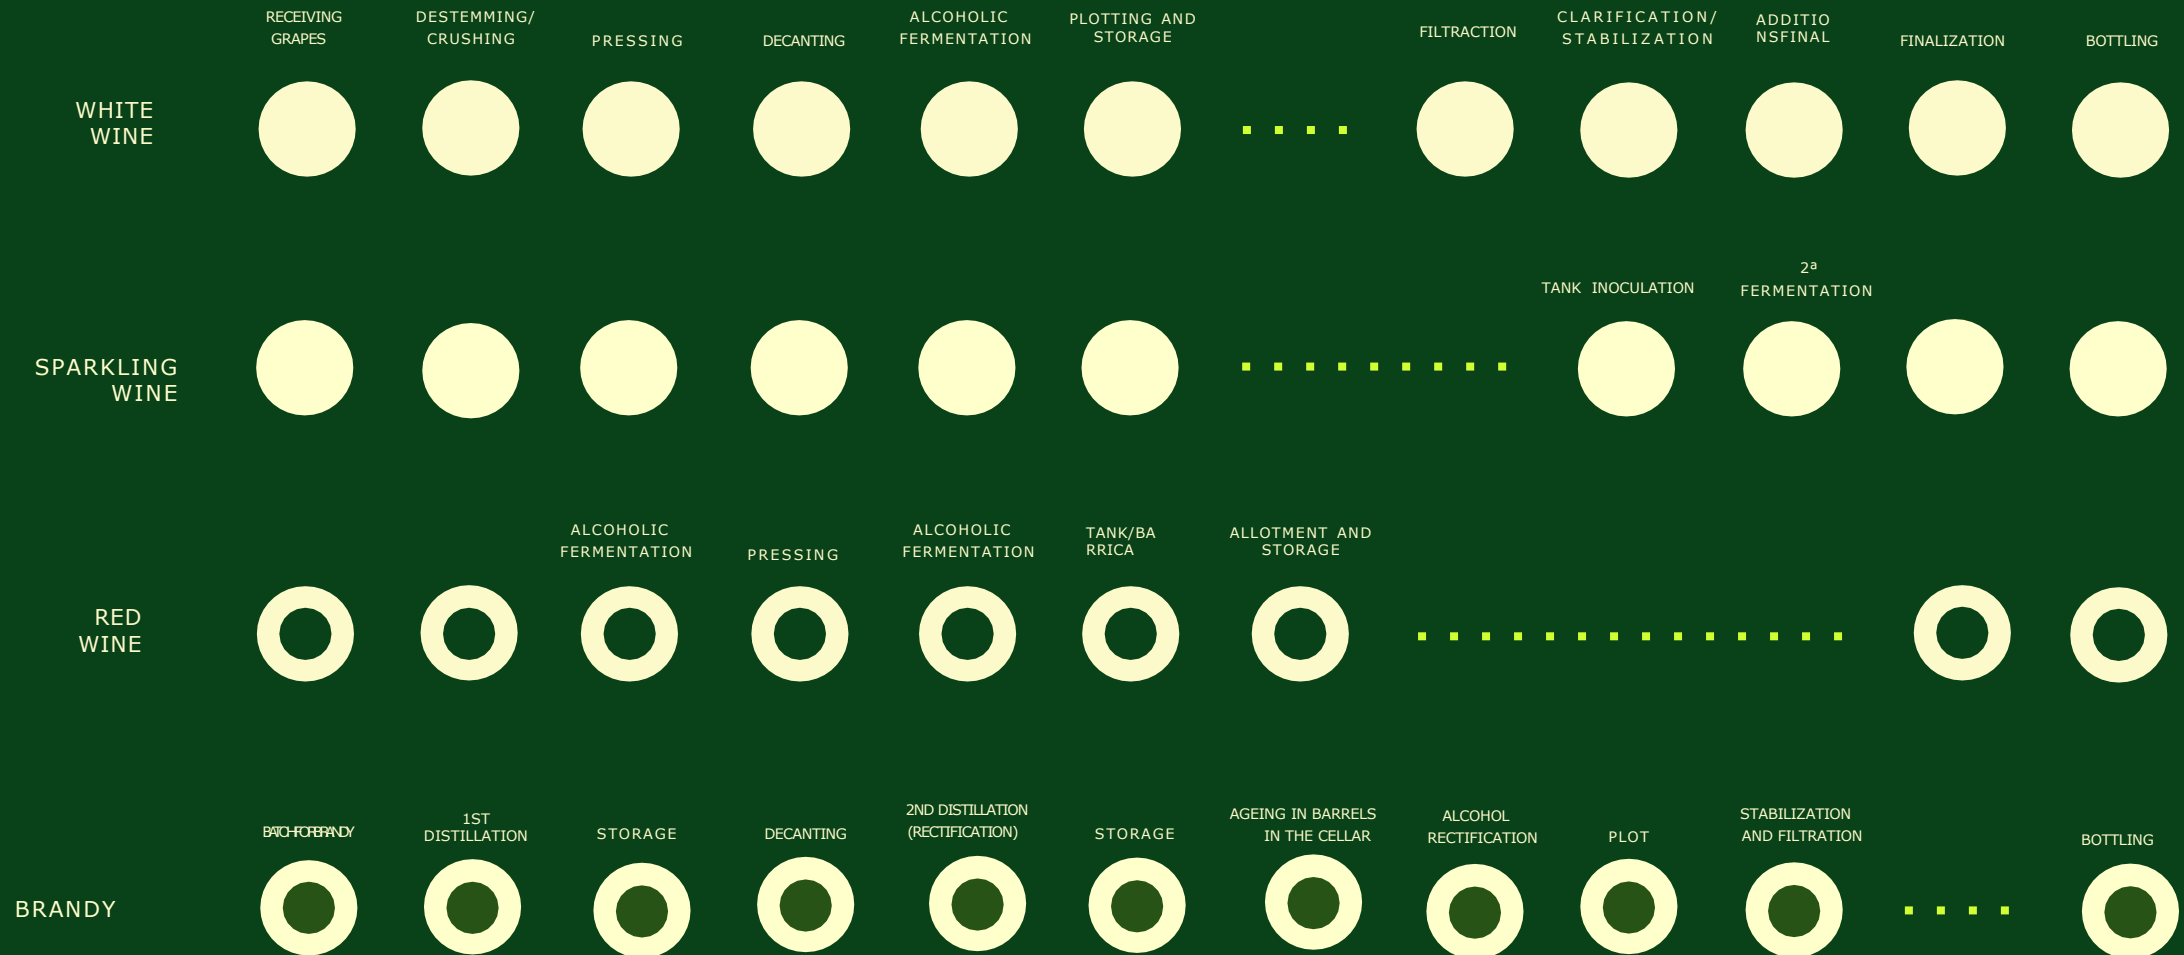 RECEIVING
GRAPES
DESTEMMING/
CRUSHING
PRESSING
DECANTING
ALCOHOLIC
FERMENTATION
PLOTTING AND
STORAGE
FILTRACTION
CLARIFICATION/
STABILIZATION
ADDITIO
NSFINAL
FINALIZATION
BOTTLING
WHITE
WINE
TANK INOCULATION
2ª
FERMENTATION
SPARKLING
WINE
ALCOHOLIC
FERMENTATION
PRESSING
ALCOHOLIC
FERMENTATION
TANK/BA
RRICA
ALLOTMENT AND
STORAGE
RED
WINE
BATCH FOR BRANDY
1ST
DISTILLATION
STORAGE
DECANTING
2ND DISTILLATION
(RECTIFICATION)
STORAGE
AGEING IN BARRELS
IN THE CELLAR
ALCOHOL
RECTIFICATION
PLOT
STABILIZATION
AND FILTRATION
BOTTLING
BRANDY